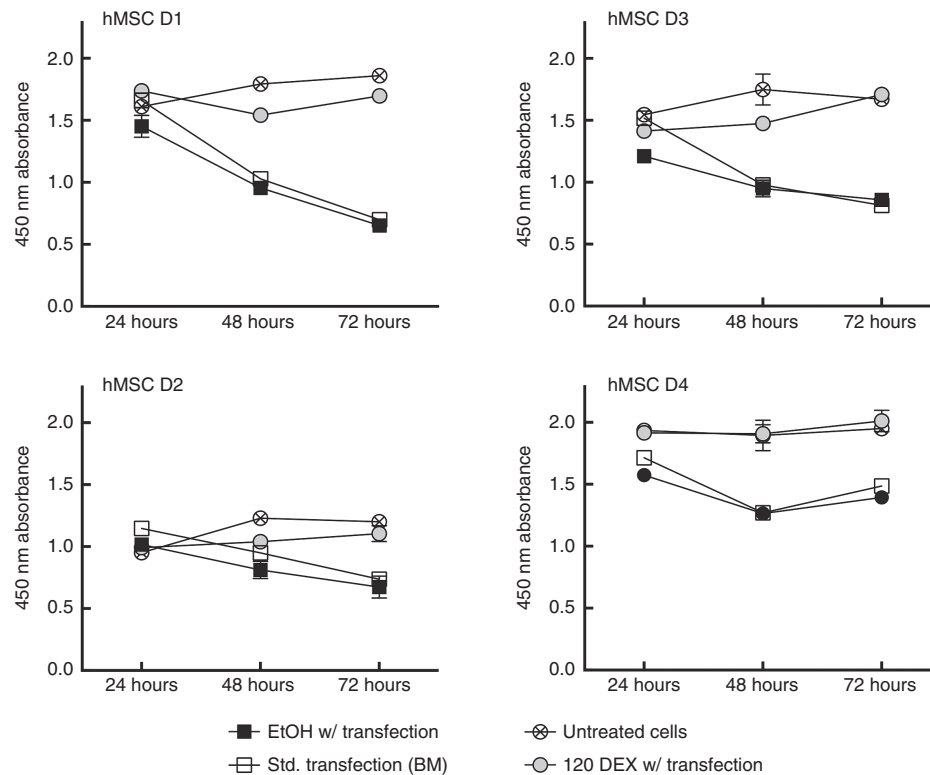 hMSC D1
450 nm absorbance
2.0
1.5
1.0
0.5
0.0
24 hours 48 hours 72 hours
hMSC D3
450 nm absorbance
2.0
1.5
1.0
0.5
0.0
24 hours 48 hours 72 hours
hMSC D2
450 nm absorbance
2.0
1.5
1.0
0.5
0.0
24 hours 48 hours 72 hours
hMSC D4
450 nm absorbance
2.0
1.5
1.0
0.5
0.0
24 hours 48 hours 72 hours
EtOH w/ transfection
Untreated cells
Std. transfection (BM)
120 DEX w/ transfection